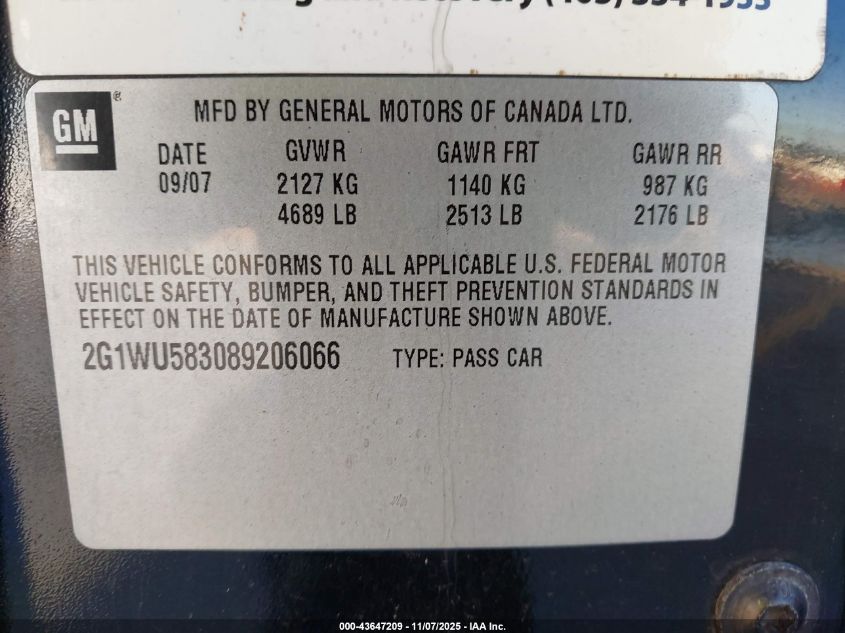 GM
®
MFD BY GENERAL MOTORS OF CANADA LTD.
DATE GVWR GAWR FRT GAWR RR
09/07 2127 KG 1140 KG 987 KG
4689 LB 2513 LB 2176 LB
THIS VEHICLE CONFORMS TO ALL APPLICABLE U.S. FEDERAL MOTOR
VEHICLE SAFETY, BUMPER, AND THEFT PREVENTION STANDARDS IN
EFFECT ON THE DATE OF MANUFACTURE SHOWN ABOVE.
2G1WU583089206066 TYPE: PASS CAR
000-43647209 - 11/07/2025 - IAA Inc.